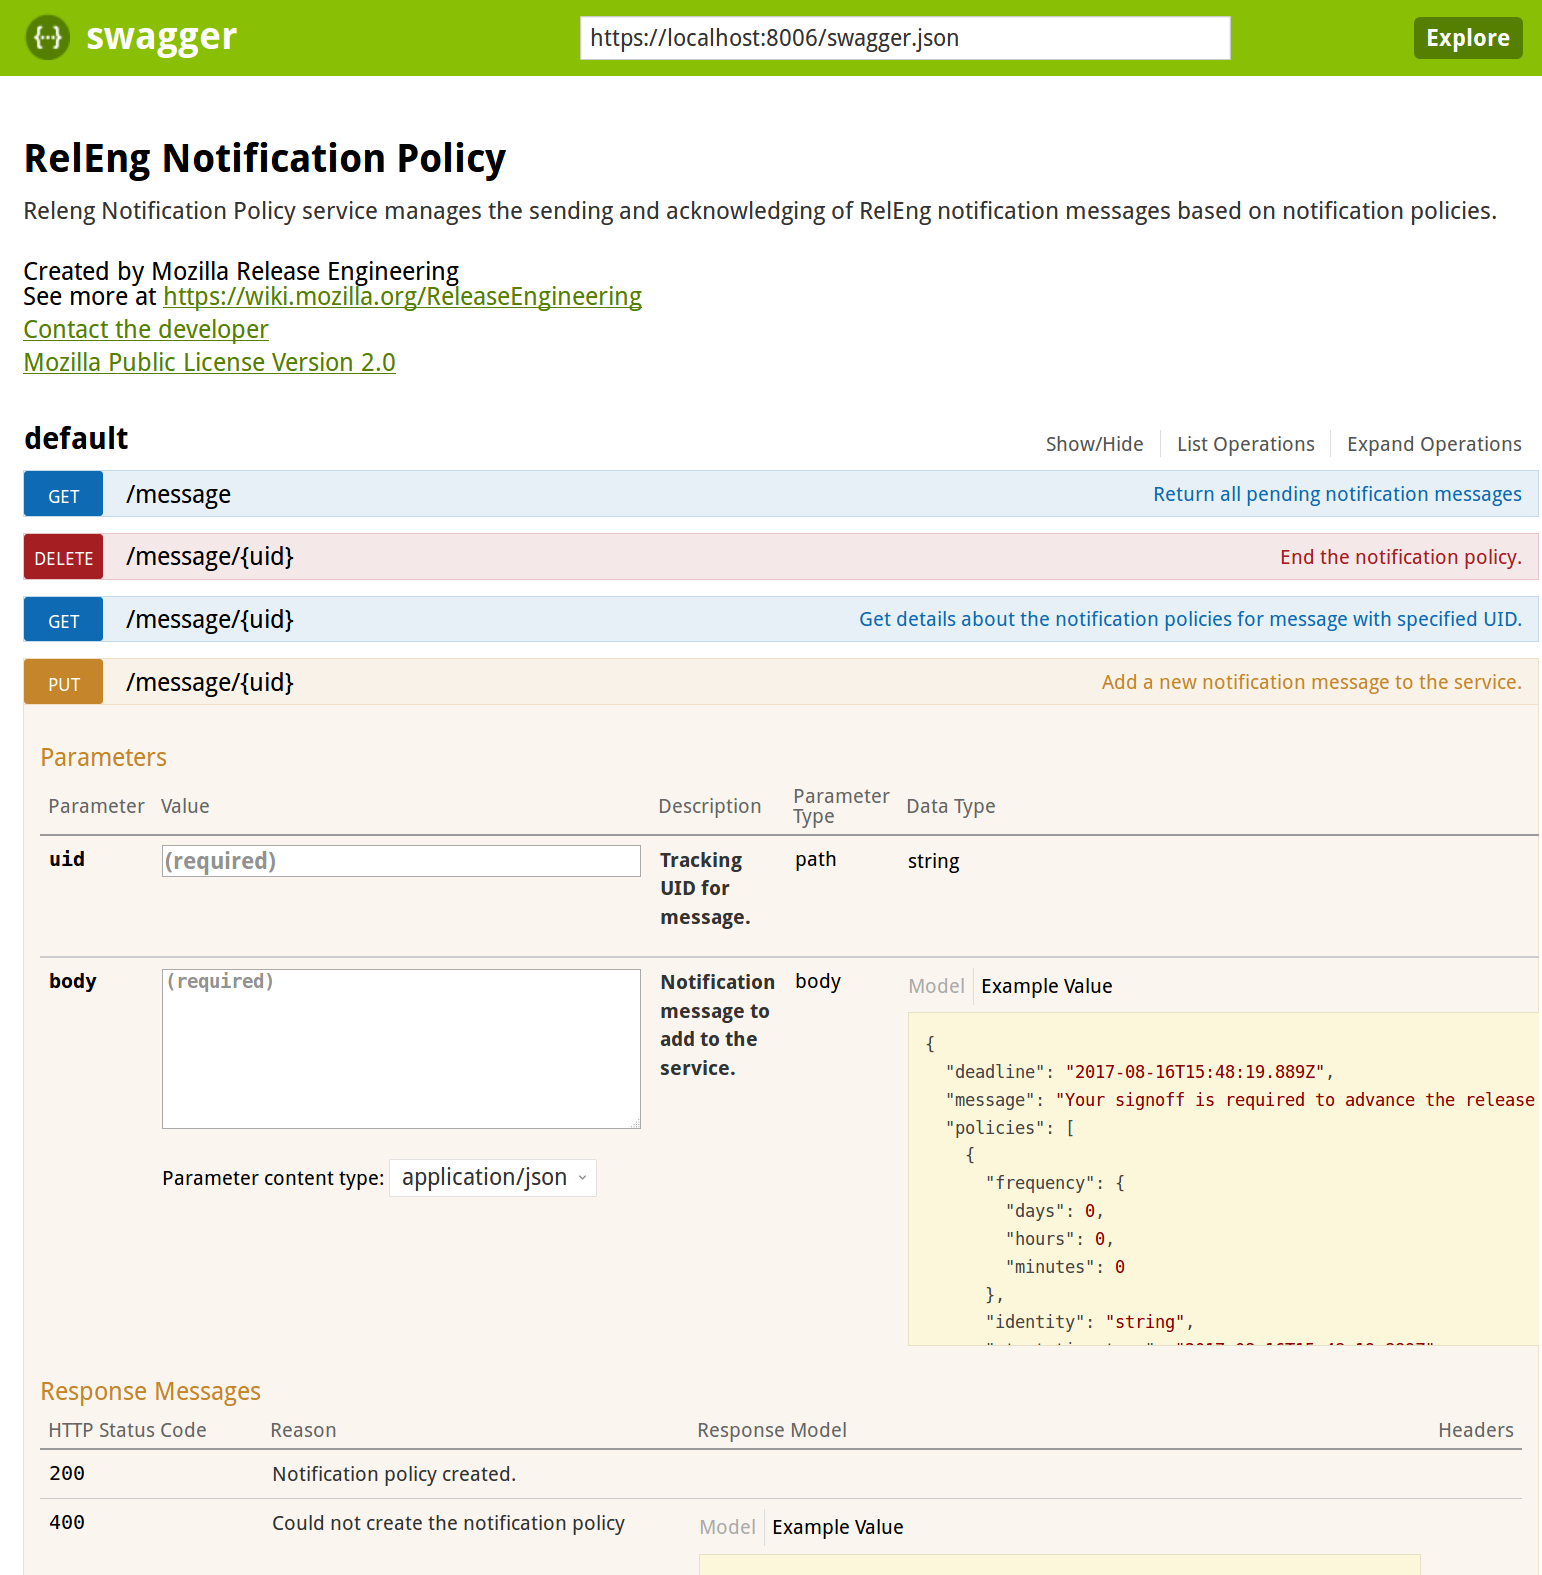 swagger
https://localhost:8006/swagger.json
Explore
RelEng Notification Policy
Releng Notification Policy service manages the sending and acknowledging of RelEng notification messages based on notification policies.
Created by Mozilla Release Engineering
See more at https://wiki.mozilla.org/ReleaseEngineering
Contact the developer
Mozilla Public License Version 2.0
default
Show/Hide List Operations Expand Operations
GET /message Return all pending notification messages
DELETE /message/{uid} End the notification policy.
GET /message/{uid} Get details about the notification policies for message with specified UID.
PUT /message/{uid} Add a new notification message to the service.
Parameters
Parameter Value Description Parameter Type Data Type
uid (required) Tracking UID for message. path string
body (required) Notification message to add to the service. body Model Example Value
{
"deadline": "2017-08-16T15:48:19.889Z",
"message": "Your signoff is required to advance the release
"policies": [
{
"frequency": {
"days": 0,
"hours": 0,
"minutes": 0
},
"identity": "string",
Parameter content type: application/json
Response Messages
HTTP Status Code Reason Response Model Headers
200 Notification policy created.
400 Could not create the notification policy Model Example Value